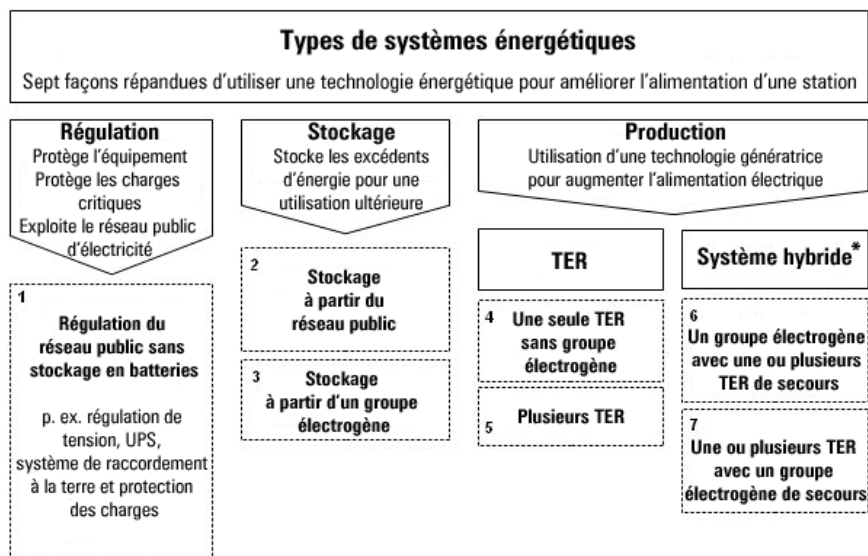 Types de systèmes énergétiques
Sept façons répandues d'utiliser une technologie énergétique pour améliorer l'alimentation d'une station
Régulation
Protège l'équipement
Protège les charges
critiques
Exploite le réseau public
d'électricité
1
Régulation du
réseau public sans
stockage en batteries
p. ex. régulation de
tension, UPS,
système de raccordement
à la terre et protection
des charges
Stockage
Stocke les excédents
d'énergie pour une
utilisation ultérieure
2
Stockage
à partir du
réseau public
3
Stockage
à partir d'un groupe
électrogène
Production
Utilisation d'une technologie génératrice
pour augmenter l'alimentation électrique
TER
4
Une seule TER
sans groupe
électrogène
5
Plusieurs TER
Système hybride*
6
Un groupe électrogène
avec une ou plusieurs
TER de secours
7
Une ou plusieurs TER
avec un groupe
électrogène de secours